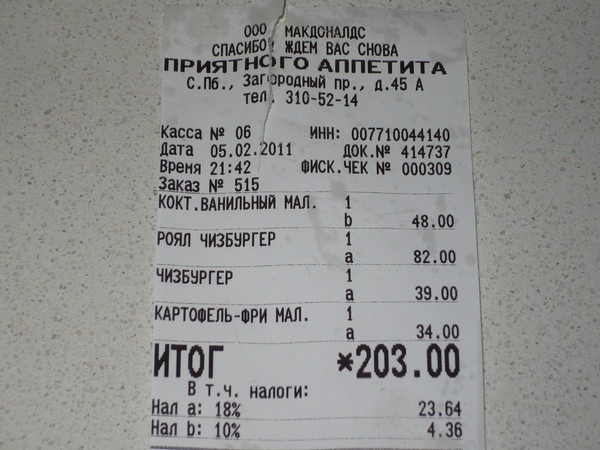 ООО МАКДОНАЛДС
СПАСИБО! ЖДЕМ ВАС СНОВА
ПРИЯТНОГО АППЕТИТА
С.Пб., Загородный пр., д.45 А
тел. 310-52-14
Касса № 06 ИНН: 007710044140
Дата 05.02.2011 ДОК.№ 414737
Время 21:42 ФИСК.ЧЕК № 000309
Заказ № 515
КОКТ.ВАНИЛЬНЫЙ МАЛ. 1
b 48.00
РОЯЛ ЧИЗБУРГЕР 1
a 82.00
ЧИЗБУРГЕР 1
a 39.00
КАРТОФЕЛЬ-ФРИ МАЛ. 1
a 34.00
ИТОГ *203.00
В т.ч. налоги:
Нал a: 18% 23.64
Нал b: 10% 4.36